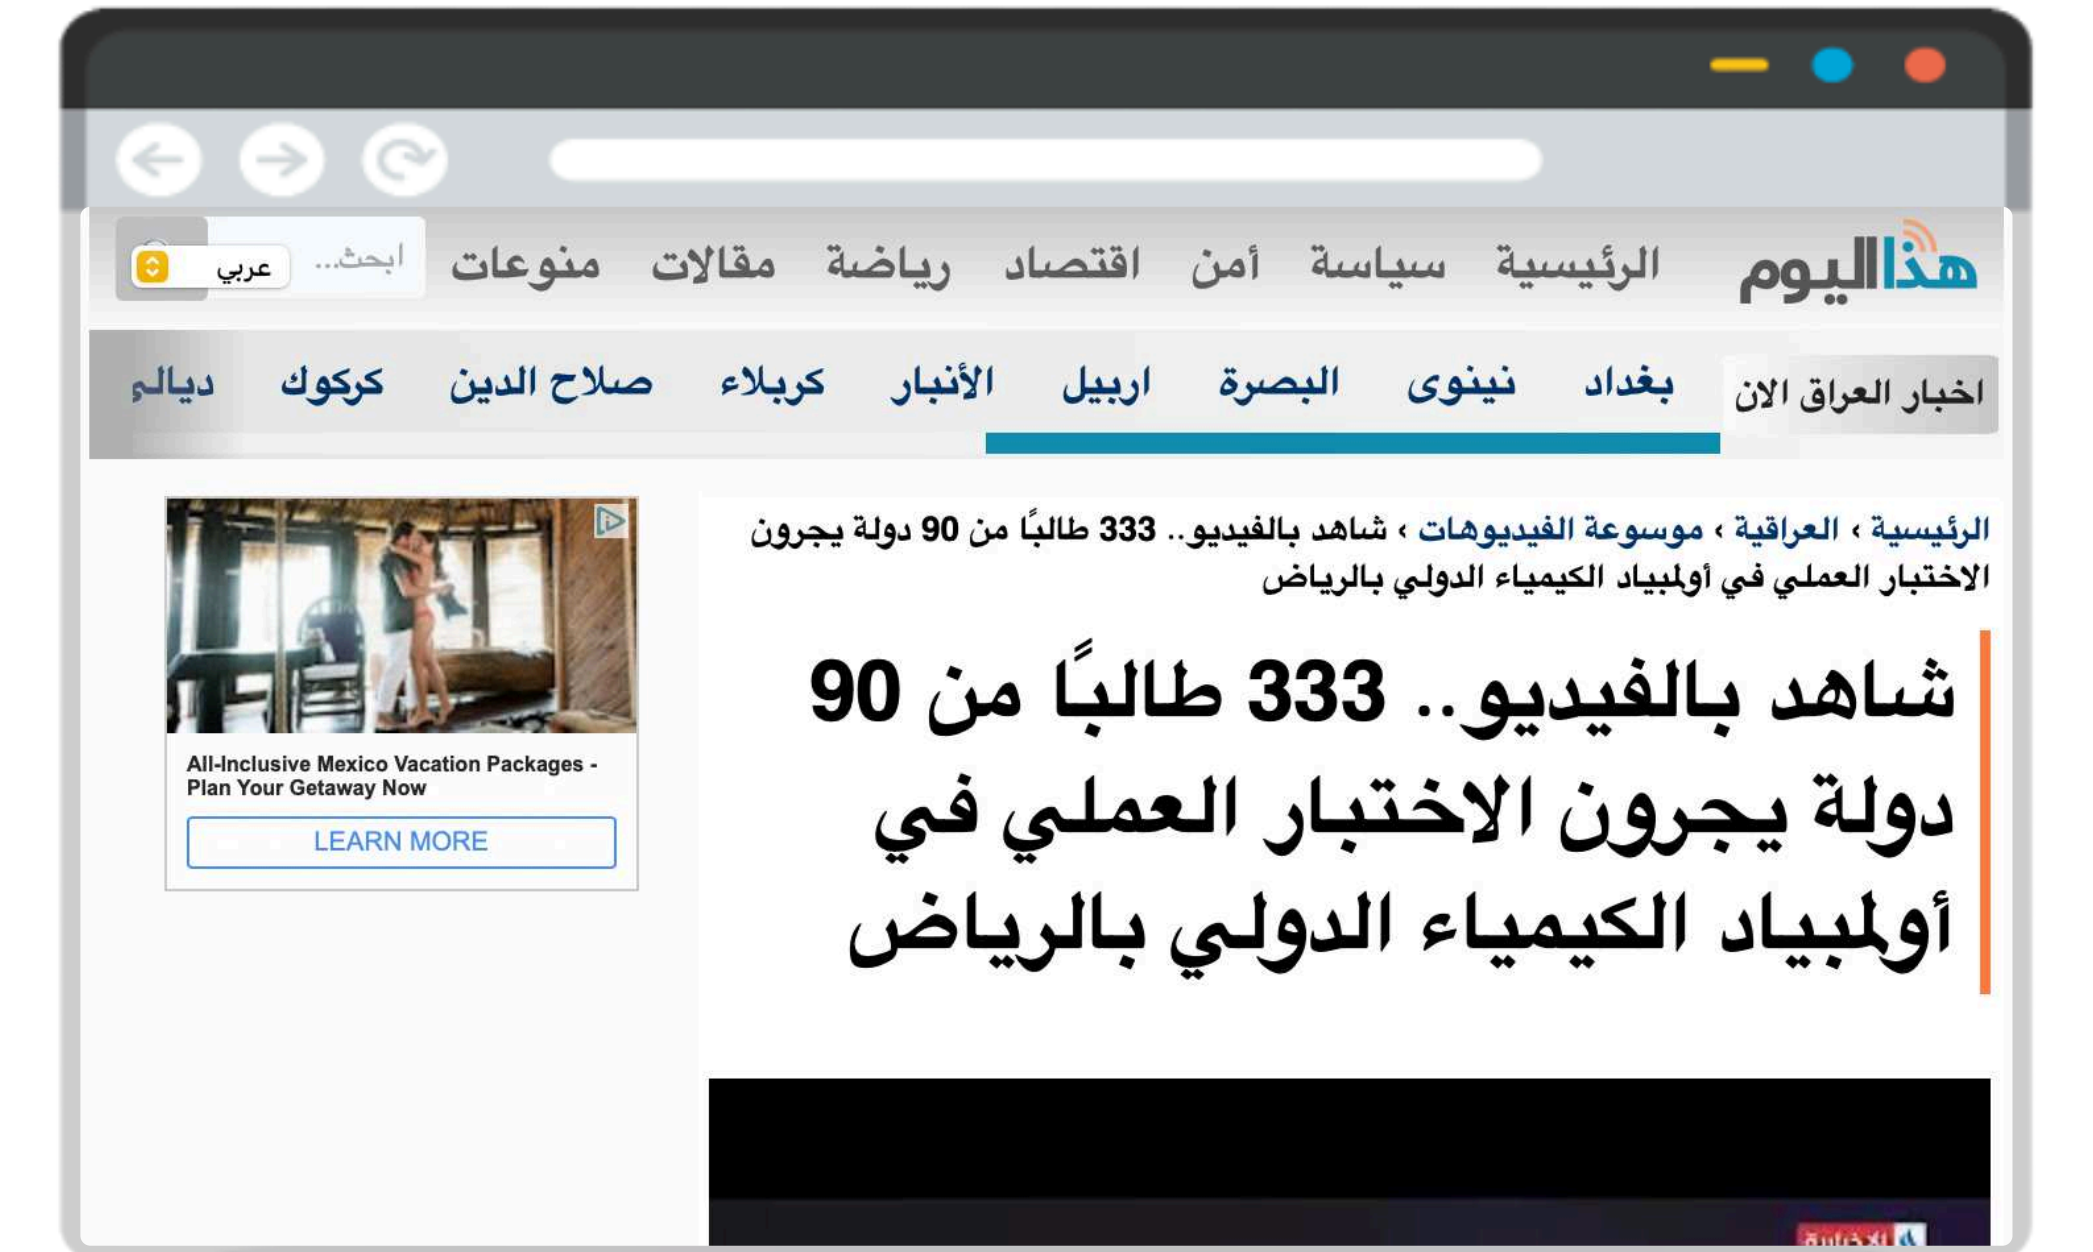 هذااليوم
الرئيسية سياسة أمن اقتصاد رياضة مقالات منوعات
ابحث...
عربي
اخبار العراق الان
بغداد نينوى البصرة اربيل الأنبار كربلاء صلاح الدين كركوك ديالى
الرئيسية › العراقية › موسوعة الفيديوهات › شاهد بالفيديو.. 333 طالبًا من 90 دولة يجرون
الاختبار العملي في أولمبياد الكيمياء الدولي بالرياض
شاهد بالفيديو.. 333 طالبًا من 90
دولة يجرون الاختبار العملي في
أولمبياد الكيمياء الدولي بالرياض
All-Inclusive Mexico Vacation Packages -
Plan Your Getaway Now
LEARN MORE
الإخبارية